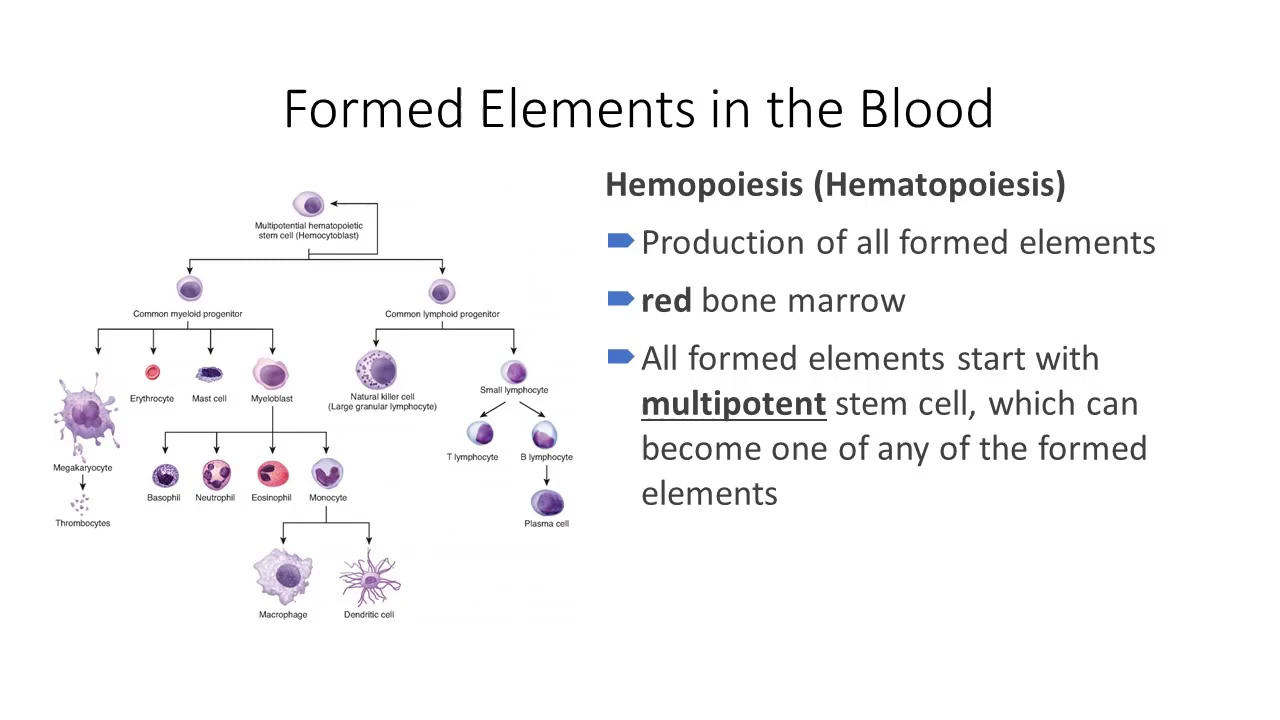 Formed Elements in the Blood
Multipotential hematopoietic
stem cell (Hemocytoblast)
Common myeloid progenitor
Common lymphoid progenitor
Erythrocyte
Mast cell
Myeloblast
Natural killer cell
(Large granular lymphocyte)
Small lymphocyte
Megakaryocyte
T lymphocyte
B lymphocyte
Basophil
Neutrophil
Eosinophil
Monocyte
Thrombocytes
Plasma cell
Macrophage
Dendritic cell
Hemopoiesis (Hematopoiesis)
Production of all formed elements
red bone marrow
All formed elements start with
multipotent stem cell, which can
become one of any of the formed
elements